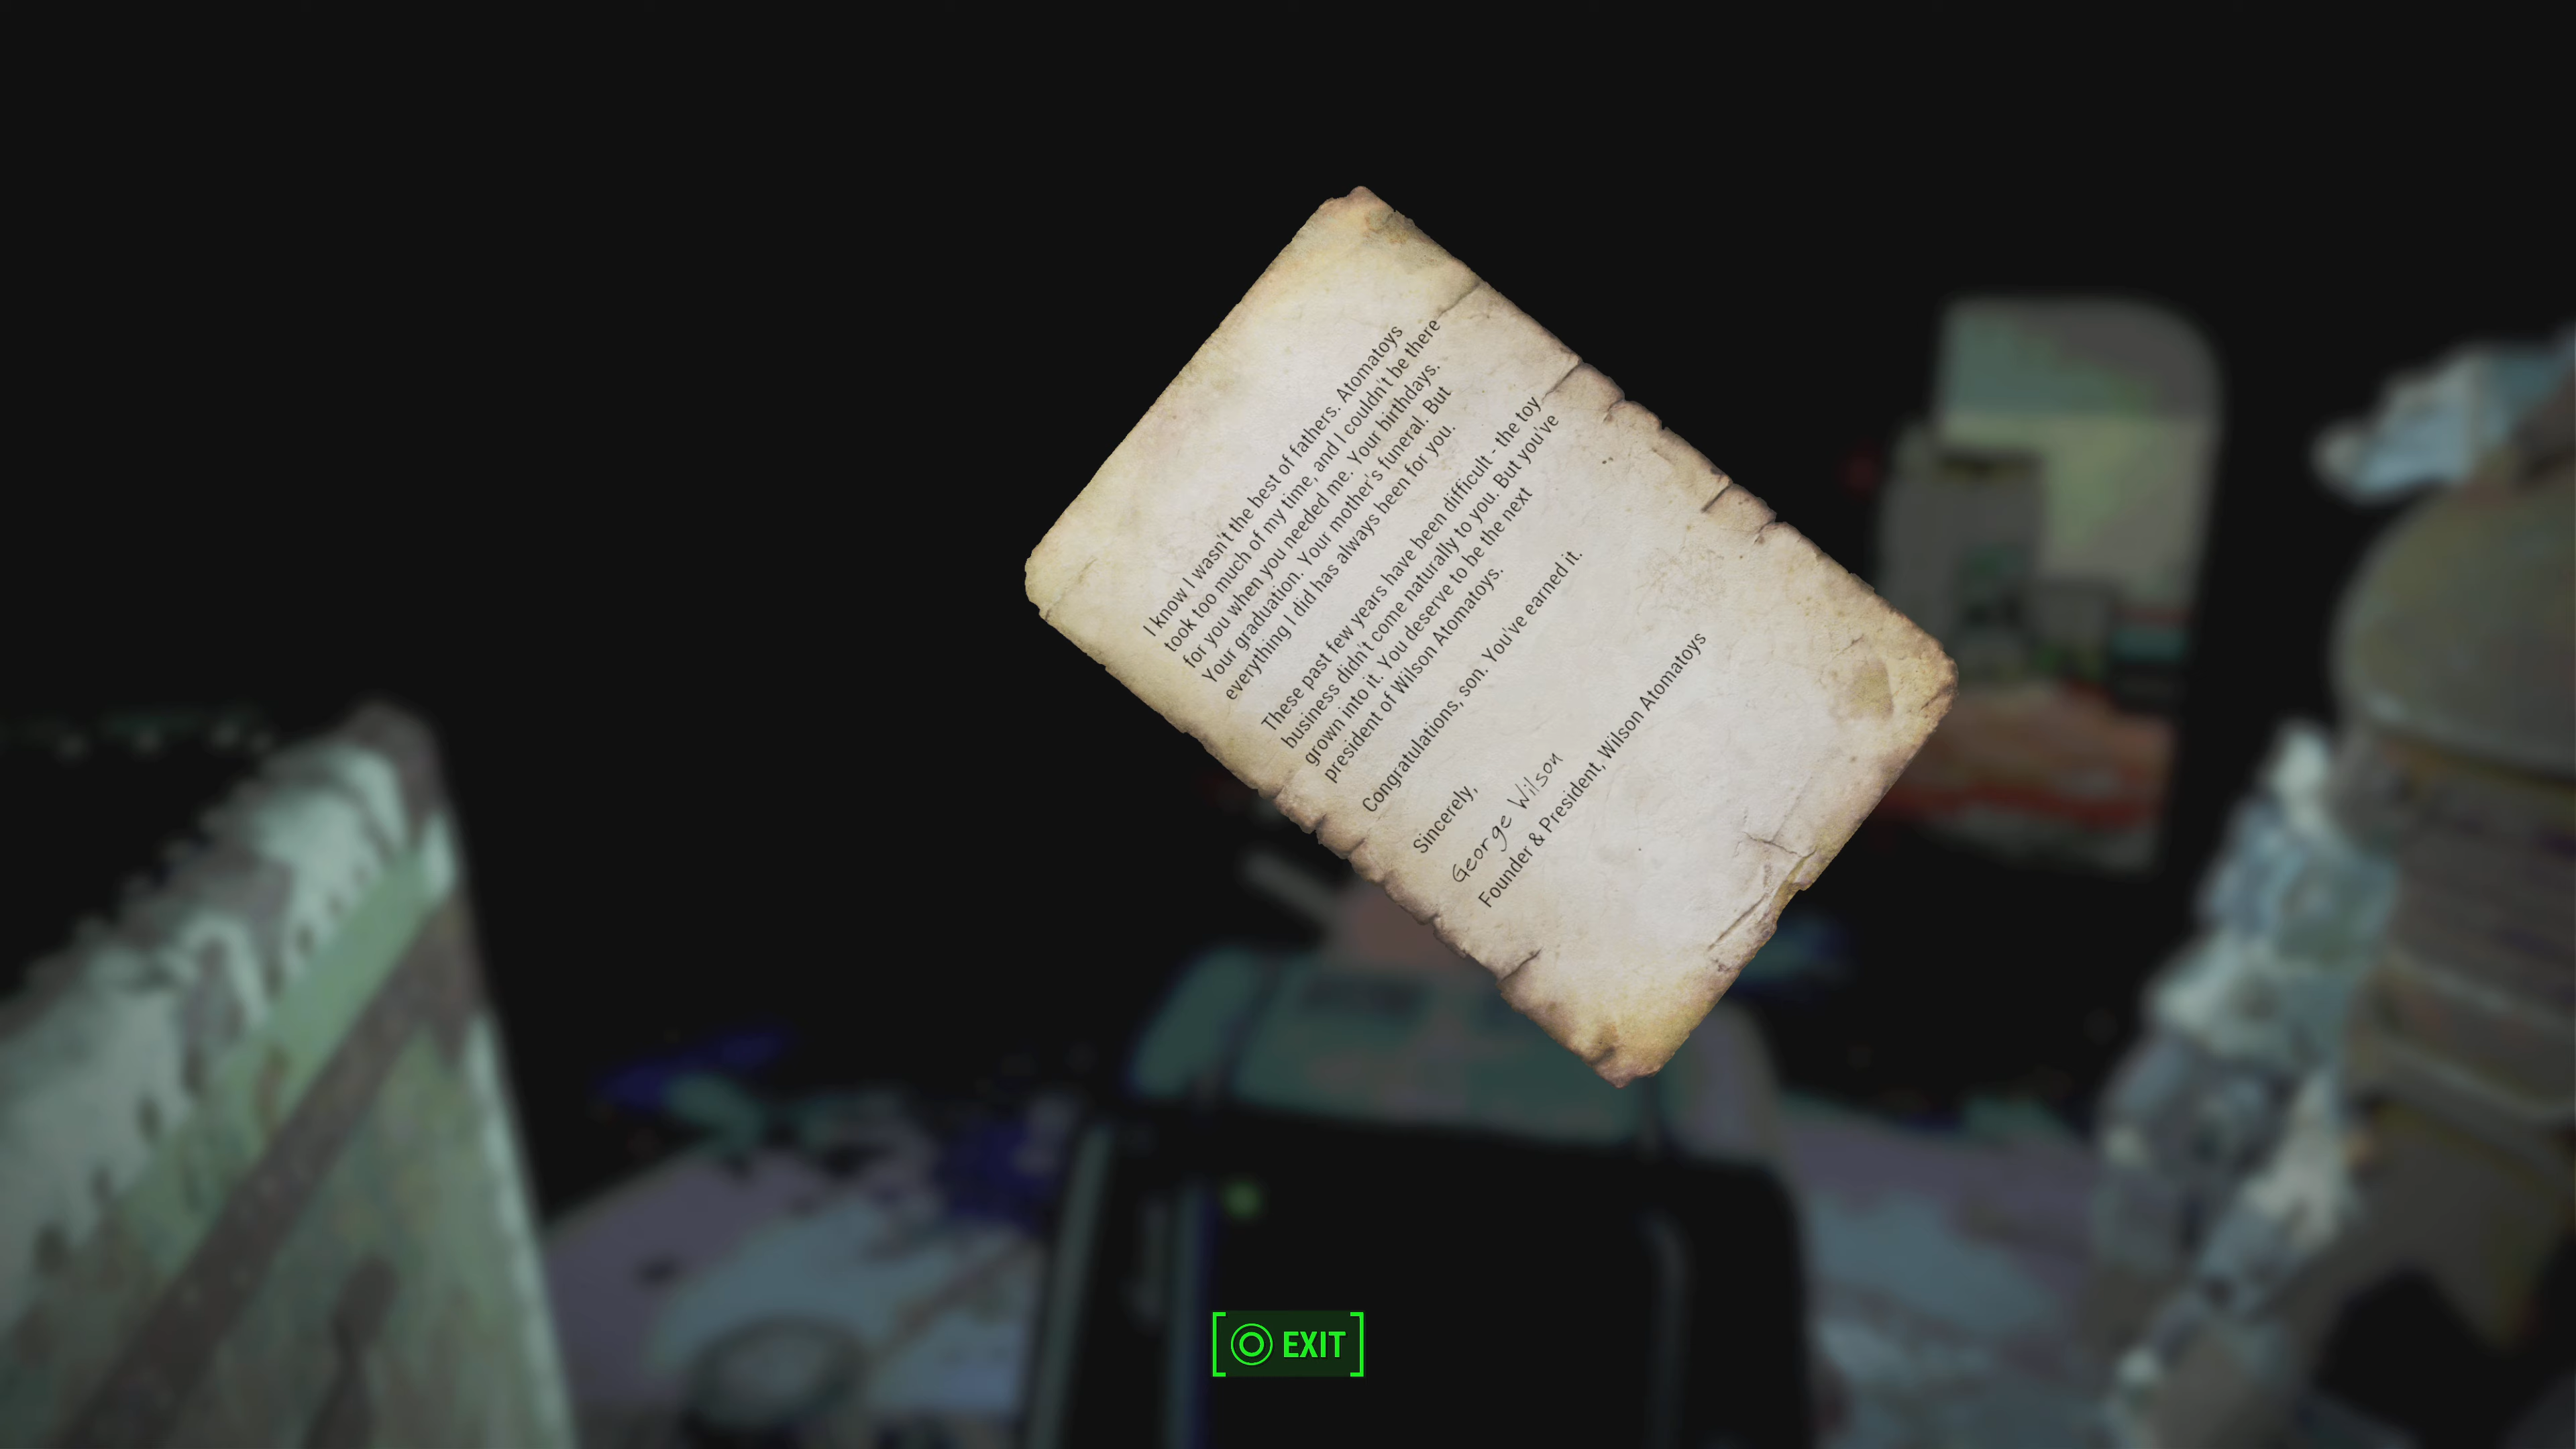 I know I wasn't the best of fathers. Atomatoys
took too much of my time, and I couldn't be there
for you when you needed me. Your birthdays.
Your graduation. Your mother's funeral. But
everything I did has always been for you.
These past few years have been difficult - the toy
business didn't come naturally to you. But you've
grown into it. You deserve to be the next
president of Wilson Atomatoys.
Congratulations, son. You've earned it.
Sincerely,
George Wilson
Founder & President, Wilson Atomatoys
EXIT